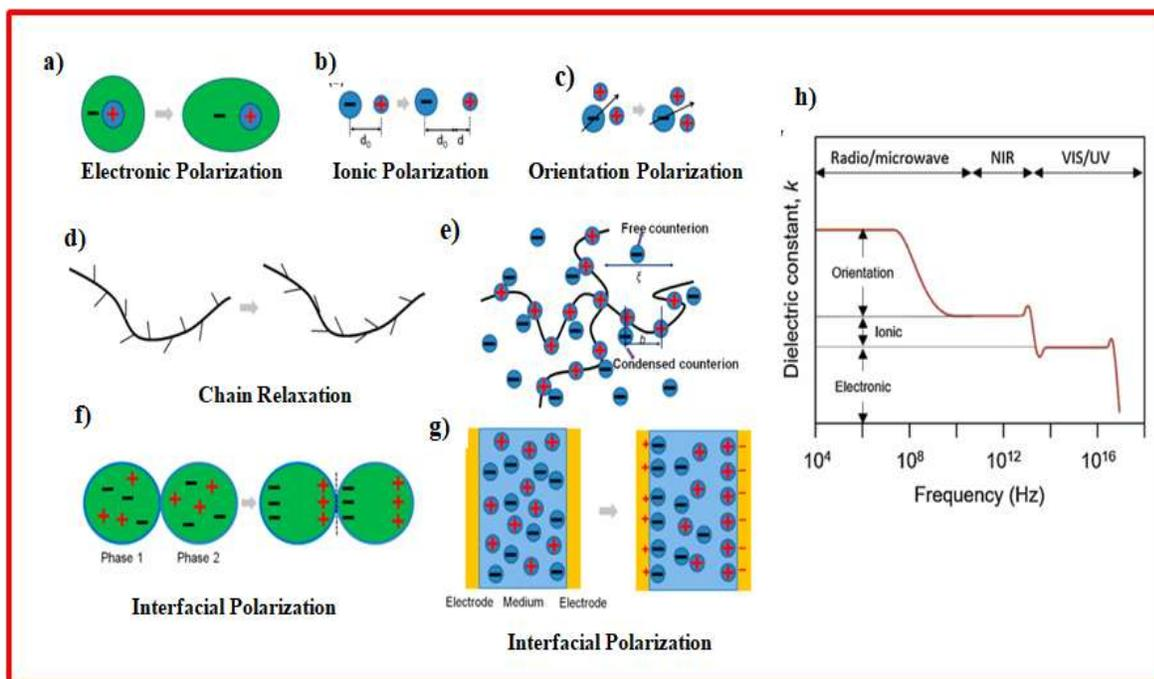 a)
− +
− +
Electronic Polarization
b)
− + − +
d₀ d₀ d
Ionic Polarization
c)
Orientation Polarization
d)
Chain Relaxation
e)
Free counterion
ξ
b
Condensed counterion
f)
Phase 1 Phase 2
Interfacial Polarization
g)
Electrode Medium Electrode
Interfacial Polarization
h)
Radio/microwave NIR VIS/UV
Dielectric constant, k
Orientation
Ionic
Electronic
10⁴ 10⁸ 10¹² 10¹⁶
Frequency (Hz)